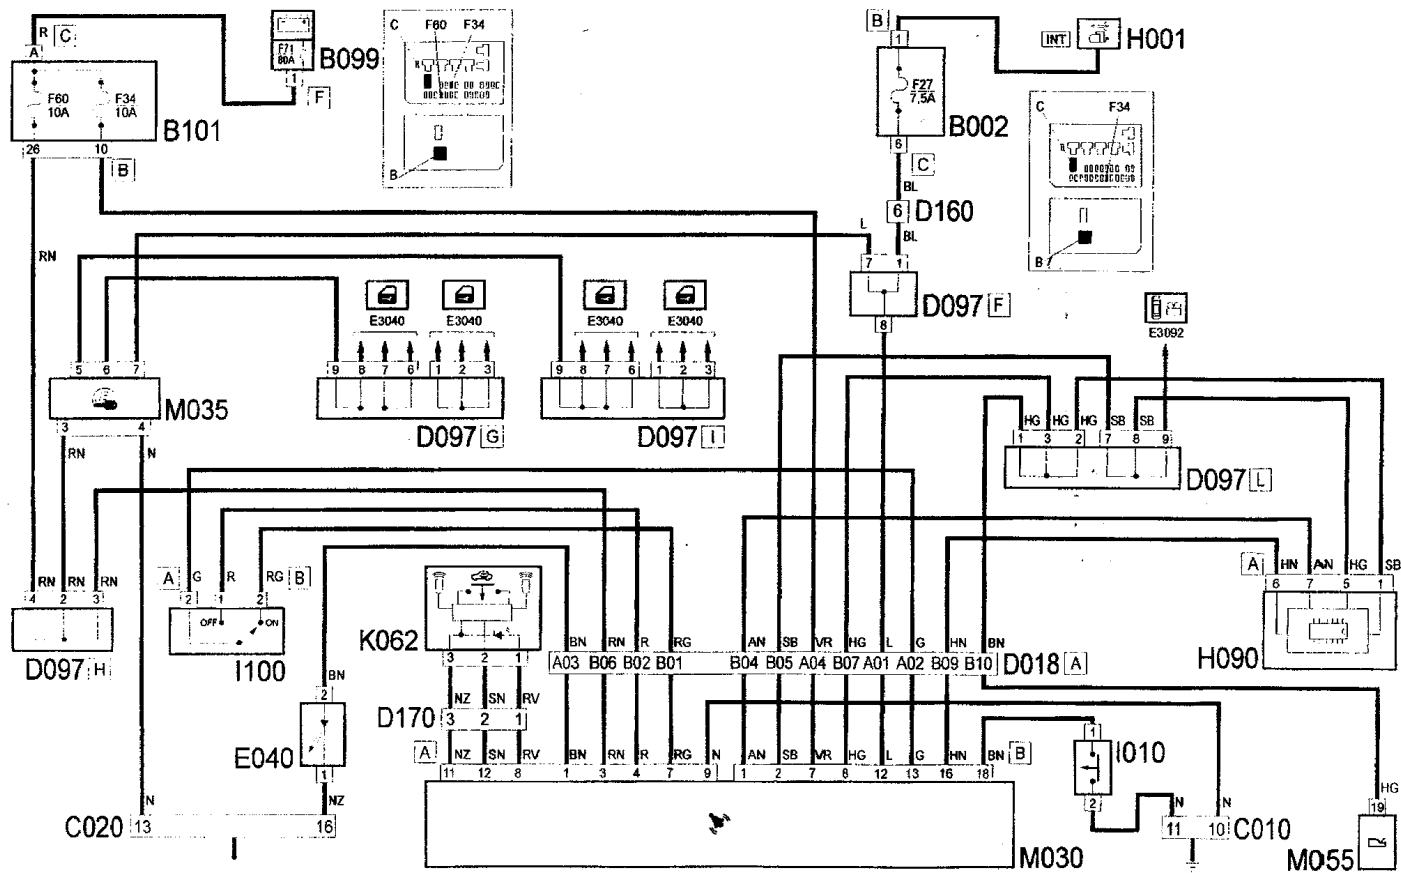 R C
A
F60 10A
F34 10A
B101
26 10
B
F71 80A
B099
1
F
C F60 F34
R
B
B
1
F27 7,5A
B002
6
C
BL
6 D160
BL
INT H001
C F34
R
B
RN
L
7 1
D097 F
8
E3040 E3040 E3040 E3040
E3092
5 6 7
M035
3 4
RN N
9 8 7 6 1 2 3
D097 G
9 8 7 6 1 2 3
D097 I
HG HG HG SB SB
1 3 2 7 8 9
D097 L
RN RN RN
4 2 3
D097 H
A G R RG B
2 1 2
OFF ON
I100
K062
3 2 1
NZ SN RV
D170 3 2 1
A NZ SN RV
BN RN R RG AN SB VR HG L G HN BN
A03 B06 B02 B01 B04 B05 A04 B07 A01 A02 B09 B10 D018 A
A HN AN HG SB
6 7 5 1
H090
BN
2
E040
1
NZ
N
C020 13 16
BN RN R RG N AN SB VR HG L G HN BN B
11 12 8 1 3 4 7 9 1 2 7 6 12 13 16 18
M030
1
I010
2
N N
11 10 C010
HG
19
M055